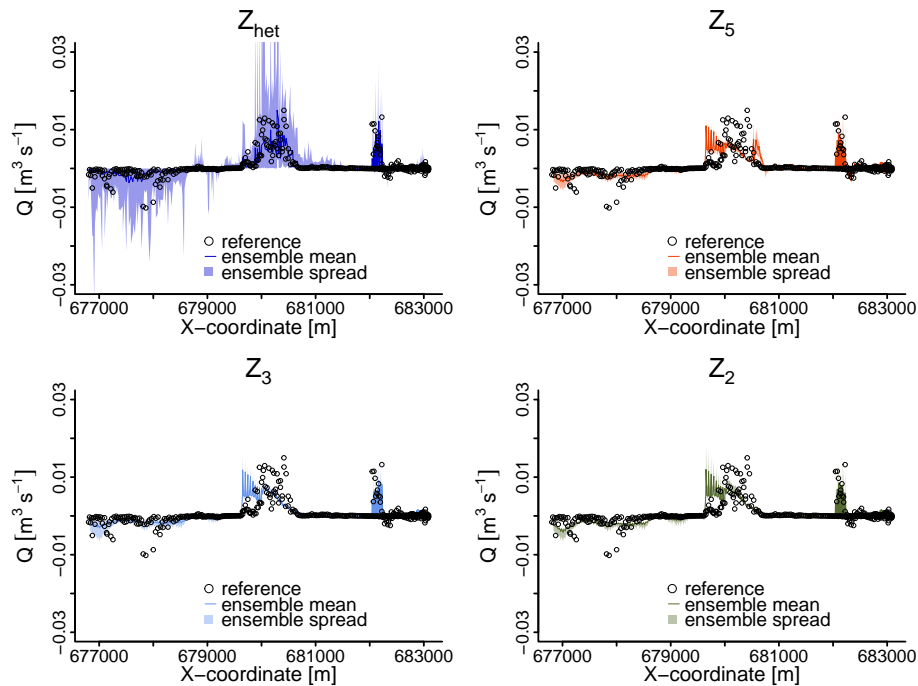 Z_het
Q [m³ s⁻¹]
0.03
0.01
−0.01
−0.03
reference
ensemble mean
ensemble spread
677000 679000 681000 683000
X−coordinate [m]
Z_5
Q [m³ s⁻¹]
0.03
0.01
−0.01
−0.03
reference
ensemble mean
ensemble spread
677000 679000 681000 683000
X−coordinate [m]
Z_3
Q [m³ s⁻¹]
0.03
0.01
−0.01
−0.03
reference
ensemble mean
ensemble spread
677000 679000 681000 683000
X−coordinate [m]
Z_2
Q [m³ s⁻¹]
0.03
0.01
−0.01
−0.03
reference
ensemble mean
ensemble spread
677000 679000 681000 683000
X−coordinate [m]